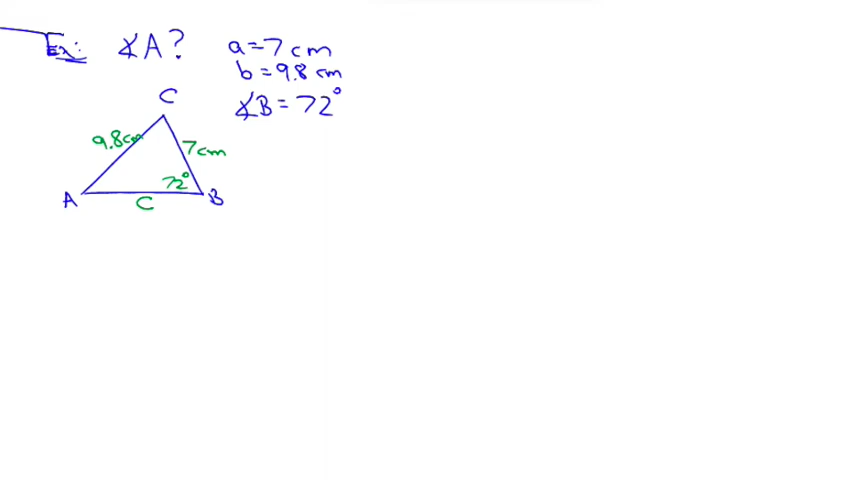 Ex: ∡A? a = 7 cm
b = 9.8 cm
∡B = 72°
C
9.8cm
7cm
72°
A
C
B